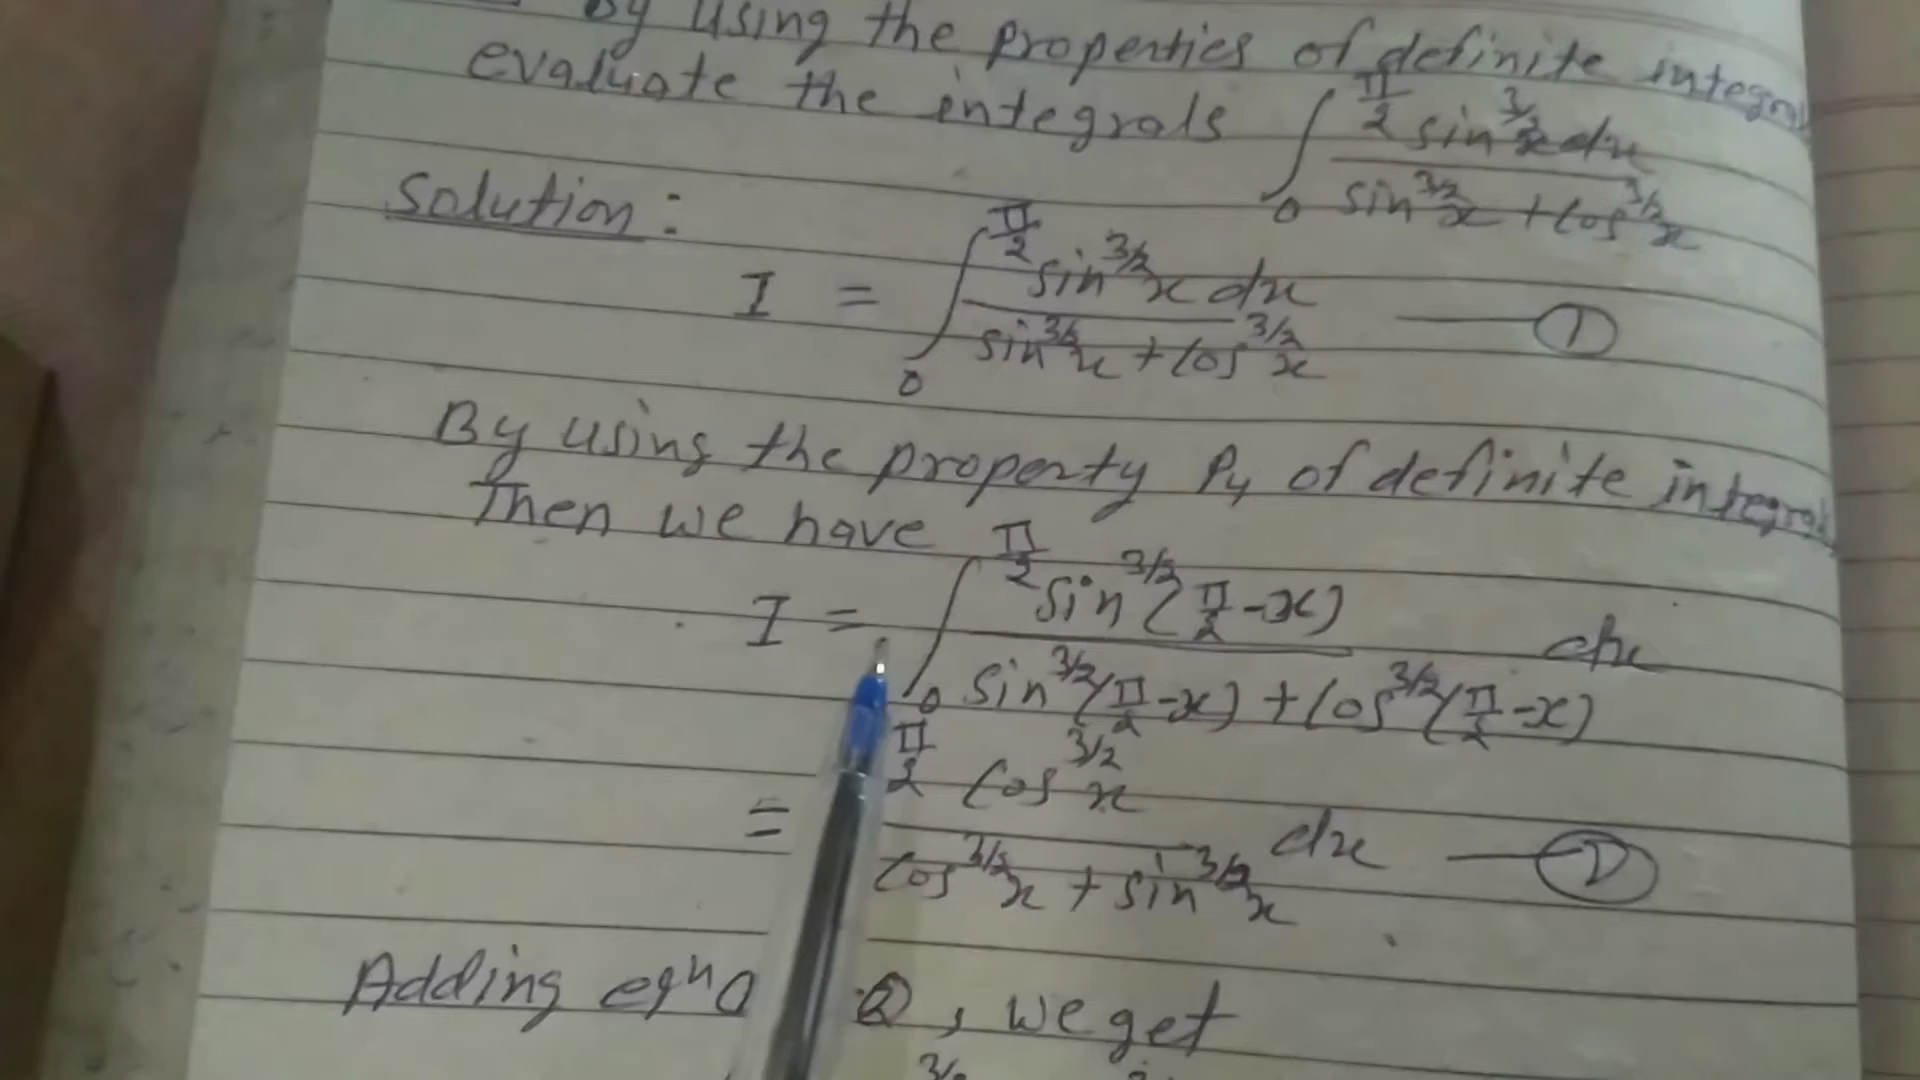 By using the properties of definite integral
evaluate the integrals ∫₀^(π/2) sin^(3/2)x dx / (sin^(3/2)x + cos^(3/2)x)
Solution:
I = ∫₀^(π/2) sin^(3/2)x dx / (sin^(3/2)x + cos^(3/2)x) —— ①
By using the property P₄ of definite integral
Then we have
I = ∫₀^(π/2) sin^(3/2)(π/2 - x) / (sin^(3/2)(π/2 - x) + cos^(3/2)(π/2 - x)) dx
= π/2 cos^(3/2)x / (cos^(3/2)x + sin^(3/2)x) dx —— ②
Adding eqⁿ ②, we get